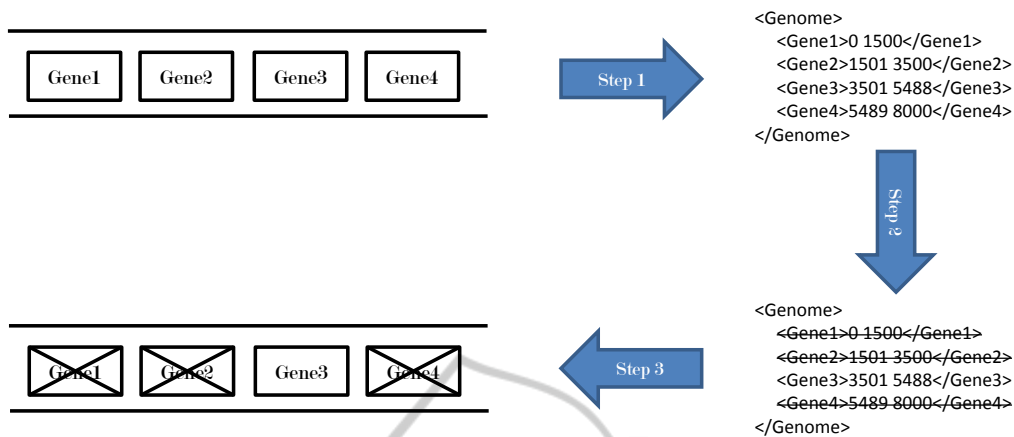 Gene1 Gene2 Gene3 Gene4
Step 1
<Genome>
<Gene1>0 1500</Gene1>
<Gene2>1501 3500</Gene2>
<Gene3>3501 5488</Gene3>
<Gene4>5489 8000</Gene4>
</Genome>
Step 2
<Genome>
<Gene1>0 1500</Gene1>
<Gene2>1501 3500</Gene2>
<Gene3>3501 5488</Gene3>
<Gene4>5489 8000</Gene4>
</Genome>
Step 3
Gene1 Gene2 Gene3 Gene4